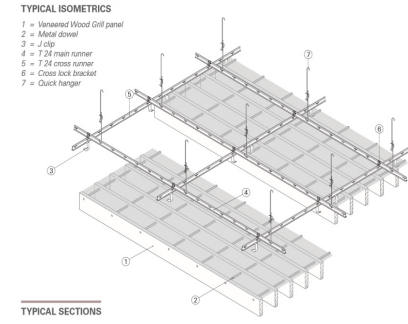 TYPICAL ISOMETRICS
1 = Veneered Wood Grill panel
2 = Metal dowel
3 = J clip
4 = T 24 main runner
5 = T 24 cross runner
6 = Cross lock bracket
7 = Quick hanger
7
5
6
3
4
1
2
TYPICAL SECTIONS